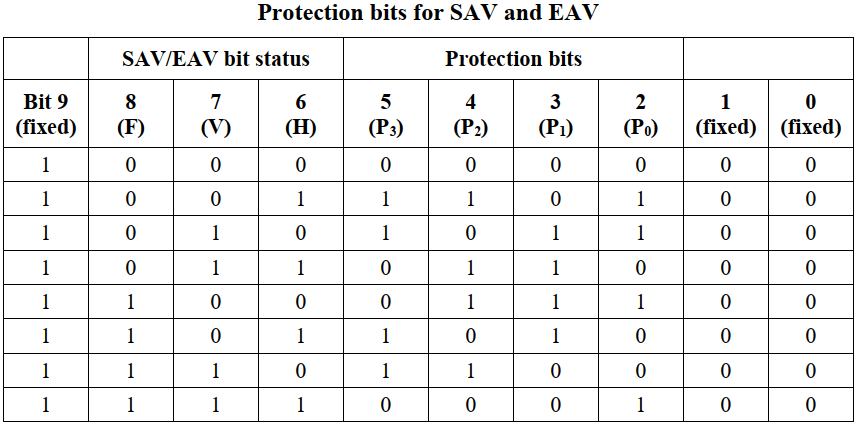 Protection bits for SAV and EAV
SAV/EAV bit status Protection bits
Bit 9 8 7 6 5 4 3 2 1 0
(fixed) (F) (V) (H) (P₃) (P₂) (P₁) (P₀) (fixed) (fixed)
1 0 0 0 0 0 0 0 0 0
1 0 0 1 1 1 0 1 0 0
1 0 1 0 1 0 1 1 0 0
1 0 1 1 0 1 1 0 0 0
1 1 0 0 0 1 1 1 0 0
1 1 0 1 1 0 1 0 0 0
1 1 1 0 1 1 0 0 0 0
1 1 1 1 0 0 0 1 0 0